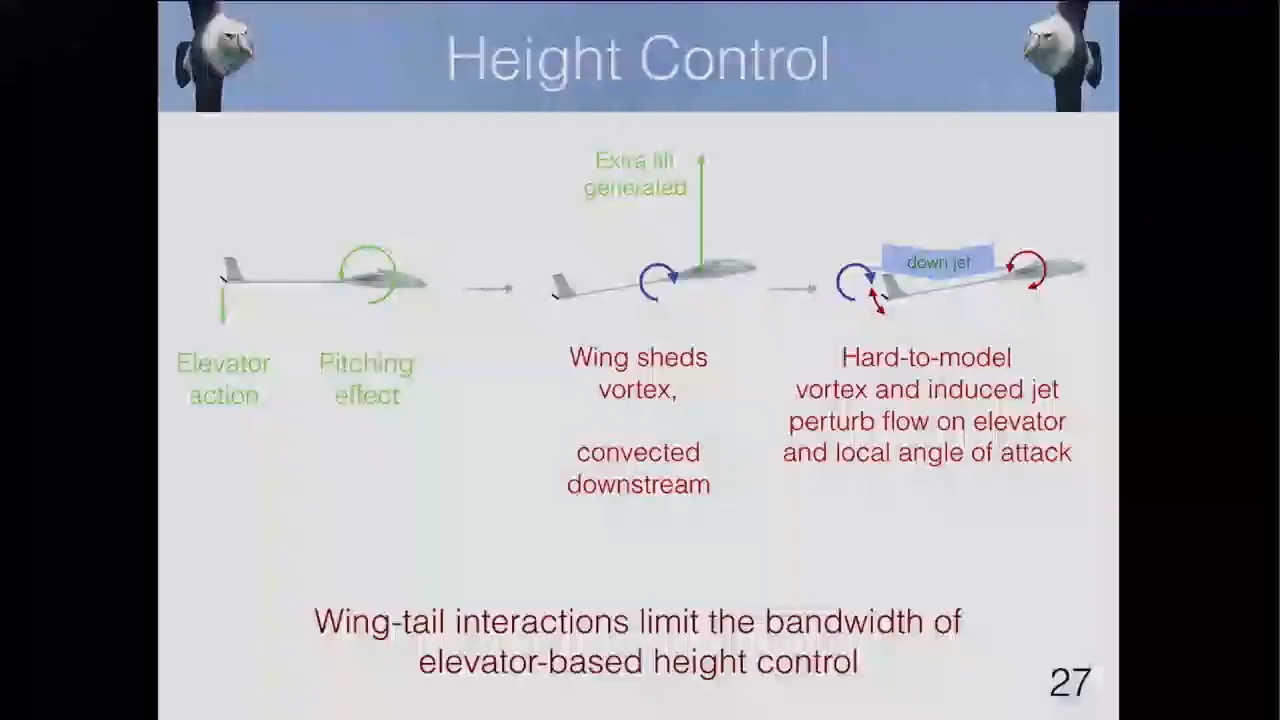 Height Control
Extra lift
generated
down jet
Elevator
action
Pitching
effect
Wing sheds
vortex,
convected
downstream
Hard-to-model
vortex and induced jet
perturb flow on elevator
and local angle of attack
Wing-tail interactions limit the bandwidth of
elevator-based height control
27